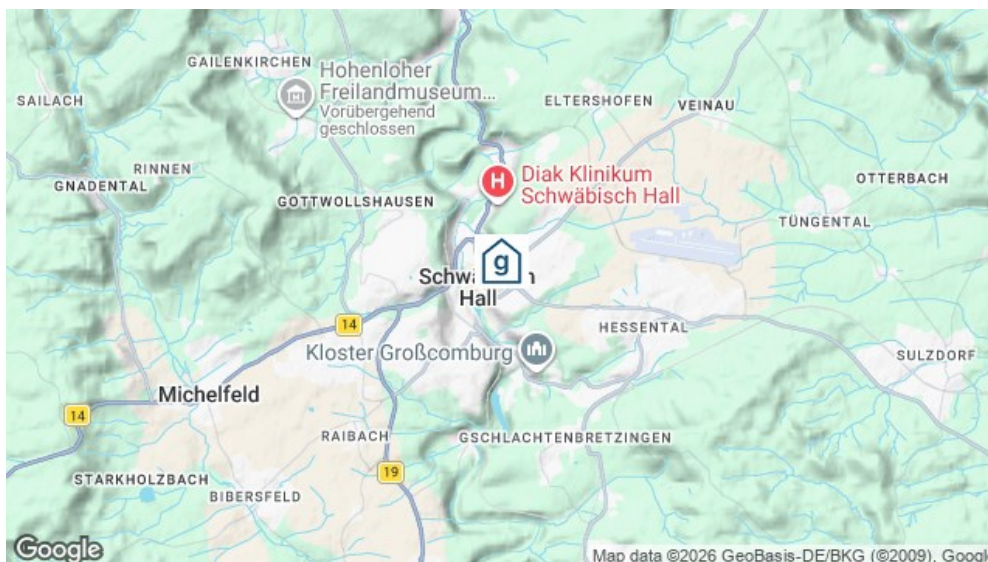 GAILENKIRCHEN
Hohenloher
Freilandmuseum...
Vorübergehend
geschlossen
SAILACH
ELTERSHOFEN
VEINAU
RINNEN
GNADENTAL
Diak Klinikum
Schwäbisch Hall
H
OTTERBACH
GOTTWOLLSHAUSEN
TÜNGENTAL
g
Hall
14
HESSENTAL
Kloster Großcomburg
SULZDORF
Michelfeld
14
RAIBACH
GSCHLACHTENBRETZINGEN
19
STARKHOLZBACH
BIBERSFELD
Google
Map data ©2026 GeoBasis-DE/BKG (©2009), Google